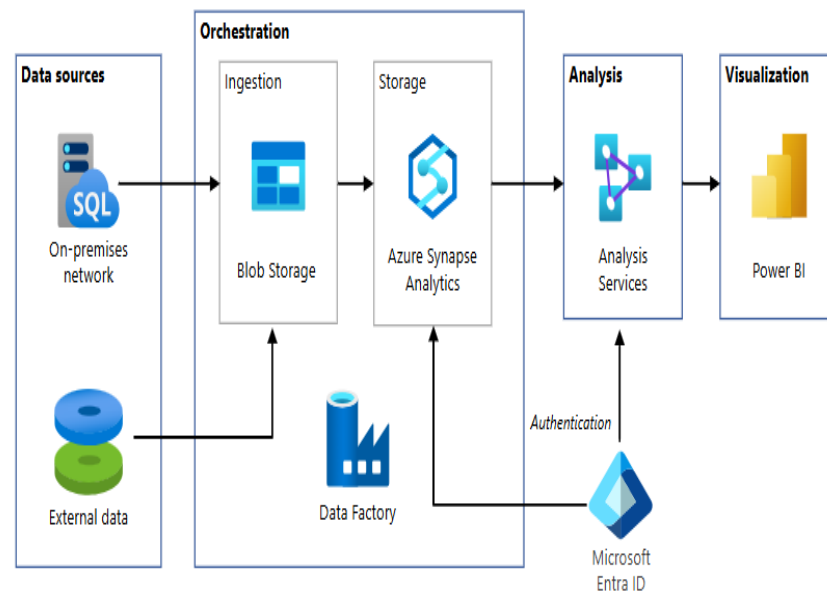 Orchestration
Data sources
Ingestion
Storage
Analysis
Visualization
SQL
On-premises
network
Blob Storage
Azure Synapse
Analytics
Analysis
Services
Power BI
External data
Data Factory
Authentication
Microsoft
Entra ID